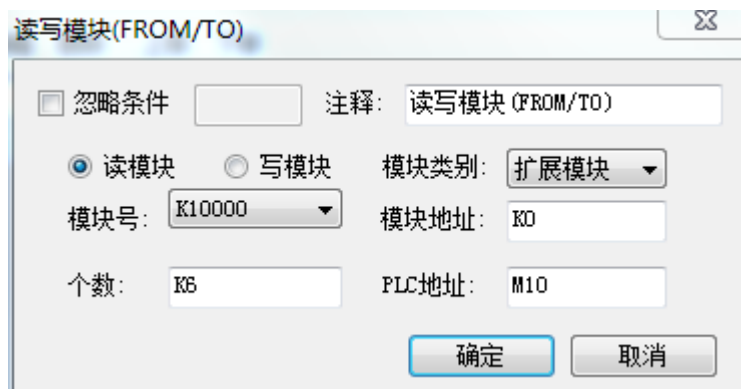 读写模块(FROM/TO)
忽略条件 注释: 读写模块(FROM/TO)
读模块 写模块 模块类别: 扩展模块
模块号: K10000 模块地址: K0
个数: K6 PLC地址: M10
确定 取消